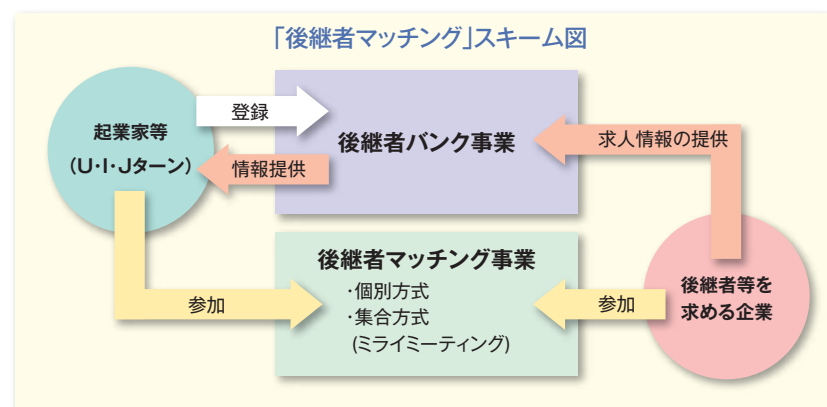 「後継者マッチング」スキーム図
起業家等
（U・I・Jターン）
登録
情報提供
後継者バンク事業
求人情報の提供
後継者マッチング事業
・個別方式
・集合方式
(ミライミーティング)
参加
参加
後継者等を
求める企業